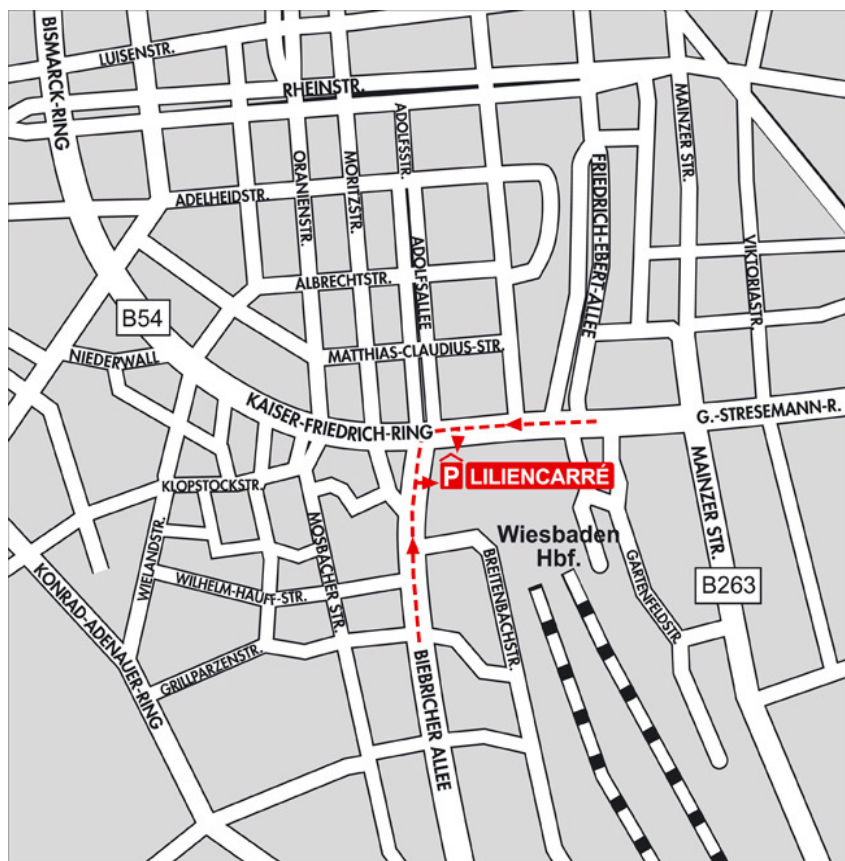 BISMARCK-RING
LUISENSTR.
RHEINSTR.
MAINZER STR.
ADOLFSSTR.
ORANIENSTR.
MORITZSTR.
FRIEDRICH-EBERT-ALLEE
ADELHEIDSTR.
ADOLFSALLEE
VIKTORIASTR.
ALBRECHTSTR.
B54
NIEDERWALL
MATTHIAS-CLAUDIUS-STR.
KAISER-FRIEDRICH-RING
G.-STRESEMANN-R.
P LILIENCARRÉ
KLOPSTOCKSTR.
MAINZER STR.
MOSBACHER STR.
Wiesbaden
Hbf.
WIELANDSTR.
BREITENBACHSTR.
GARTENFELDSTR.
B263
WILHELM-HAUFF-STR.
KONRAD-ADENAUER-RING
GRILLPARZENSTR.
BIEBRICHER ALLEE